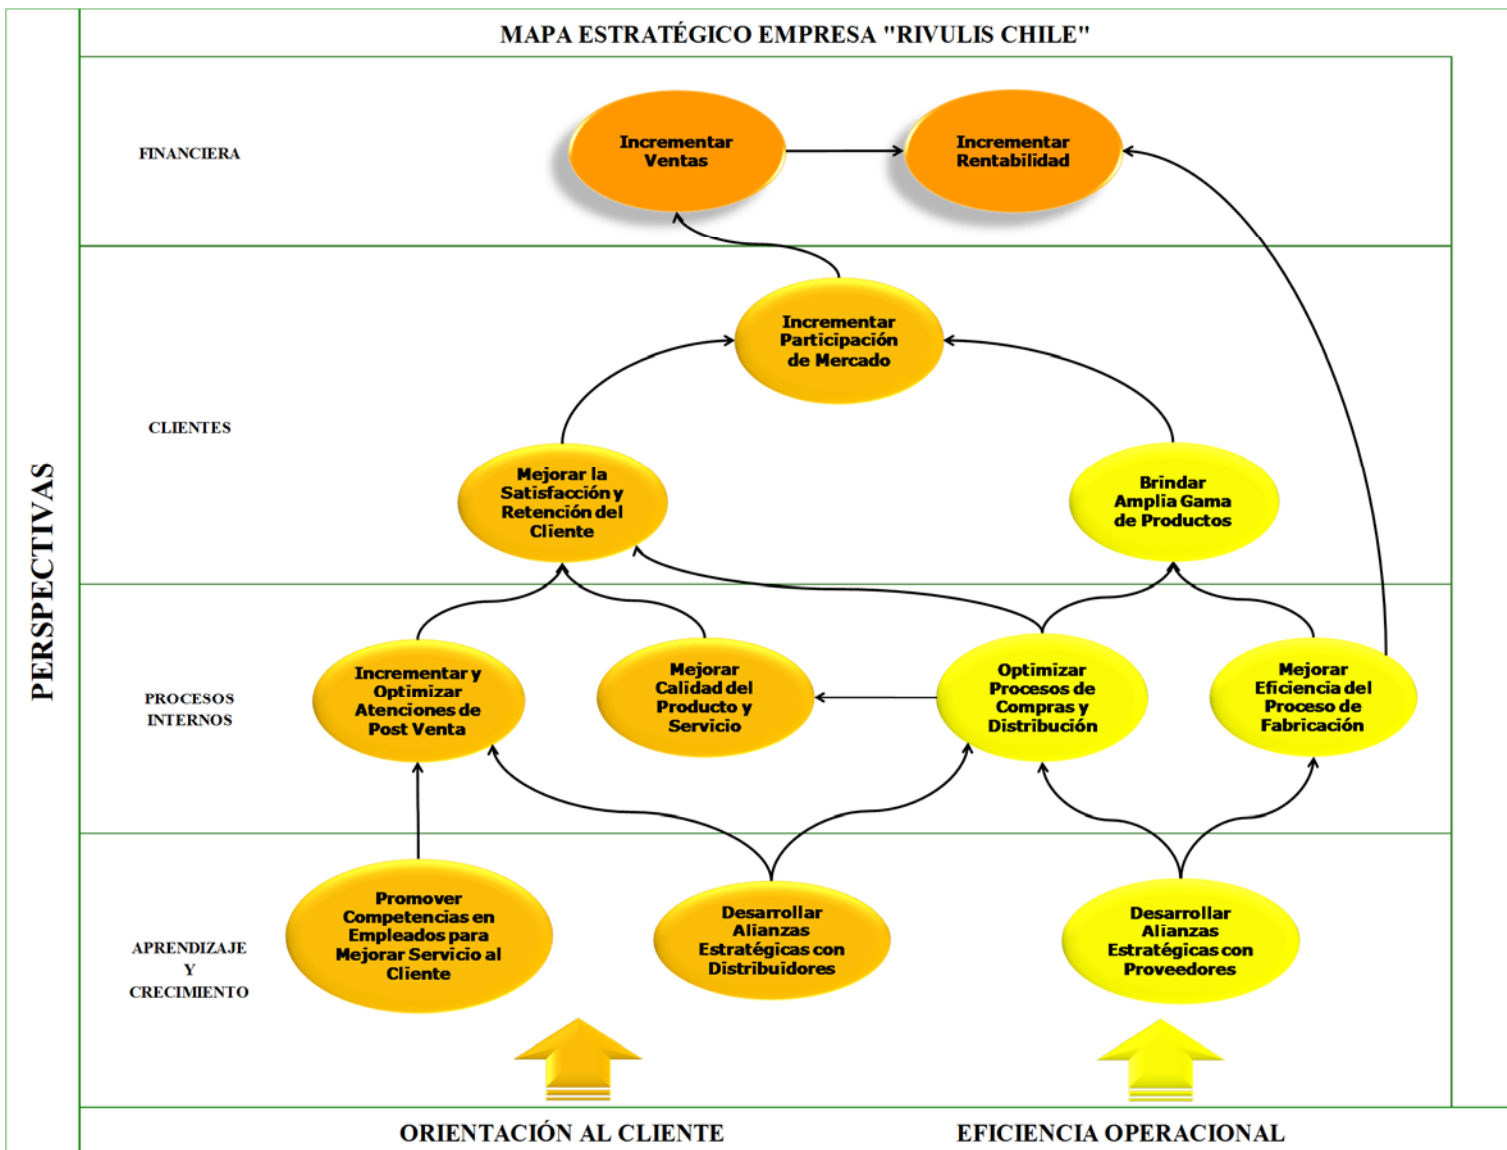 MAPA ESTRATÉGICO EMPRESA "RIVULIS CHILE"
PERSPECTIVAS
FINANCIERA
Incrementar
Ventas
Incrementar
Rentabilidad
CLIENTES
Incrementar
Participación
de Mercado
Mejorar la
Satisfacción y
Retención del
Cliente
Brindar
Amplia Gama
de Productos
PROCESOS
INTERNOS
Incrementar y
Optimizar
Atenciones de
Post Venta
Mejorar
Calidad del
Producto y
Servicio
Optimizar
Procesos de
Compras y
Distribución
Mejorar
Eficiencia del
Proceso de
Fabricación
APRENDIZAJE
Y
CRECIMIENTO
Promover
Competencias en
Empleados para
Mejorar Servicio al
Cliente
Desarrollar
Alianzas
Estratégicas con
Distribuidores
Desarrollar
Alianzas
Estratégicas con
Proveedores
ORIENTACIÓN AL CLIENTE
EFICIENCIA OPERACIONAL